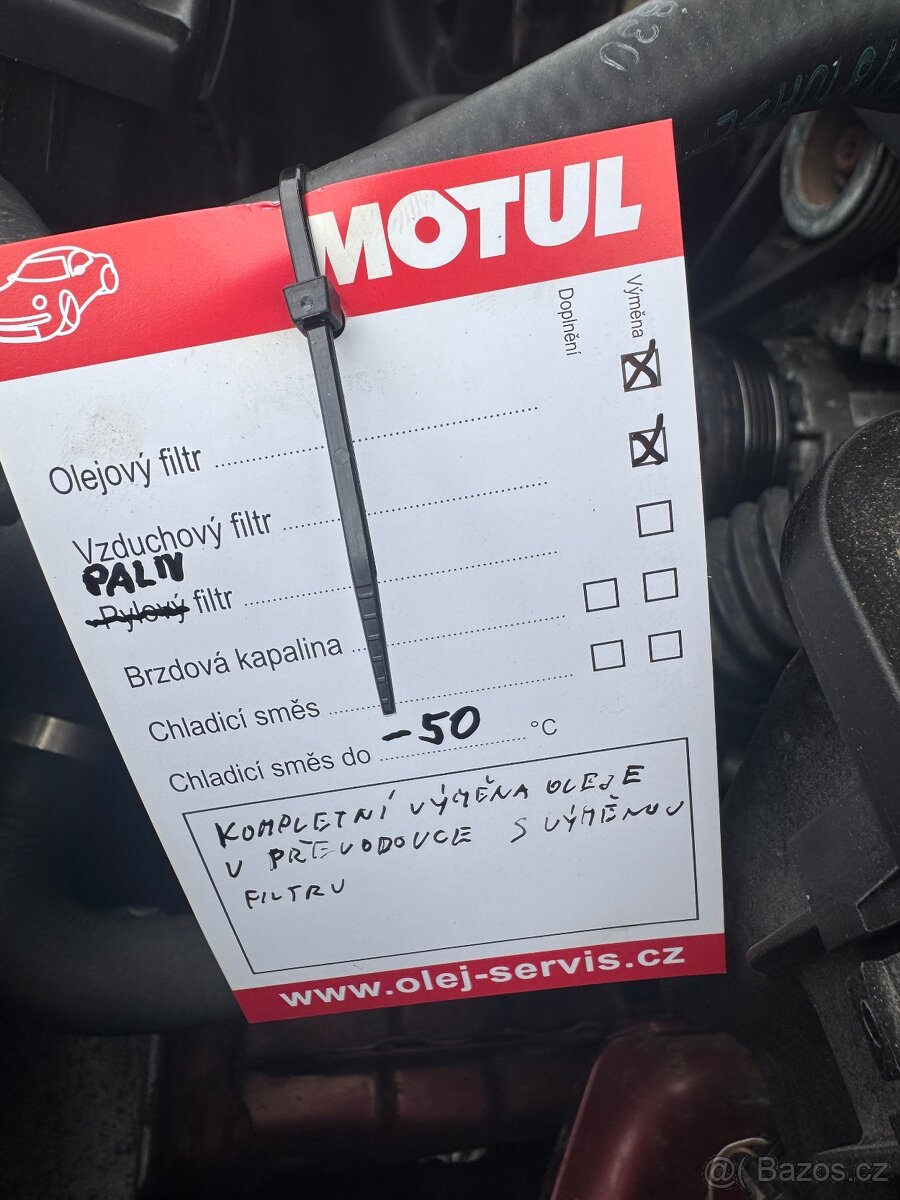 MOTUL
Doplnění
Výměna
Olejový filtr
Vzduchový filtr
PALIV
Pylový filtr
Brzdová kapalina
Chladicí směs
Chladicí směs do -50 °C
KOMPLETNÍ VÝMĚNA OLEJE
V PŘEVODOVCE S VÝMĚNOU
FILTRU
www.olej-servis.cz
Bazos.cz